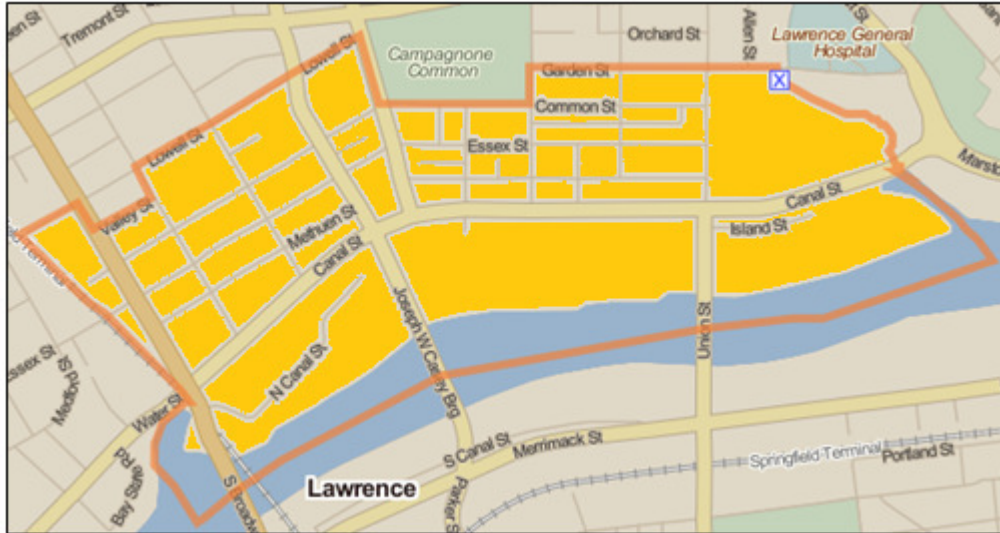 Tremont St
Lowell St
Campagnone
Common
Orchard St
Allen St
Lawrence General
Hospital
Garden St
Common St
Essex St
Lowell St
Valley St
Methuen St
Canal St
Canal St
Island St
Marsto
Terminal
Joseph W Casey Brg
Union St
N Canal St
Essex St
Medford St
Water St
Bay State Rd
S Broadw
S Canal St
Merrimack St
Springfield Terminal
Portland St
Lawrence
Parker S